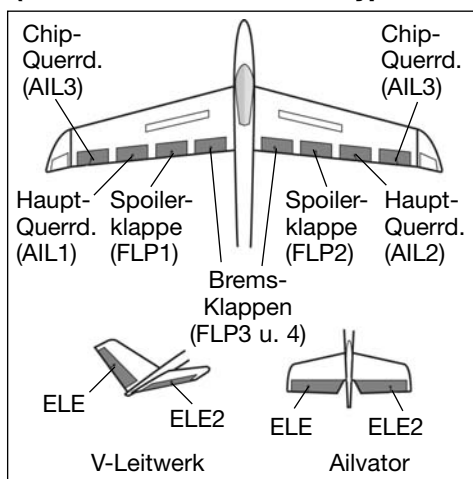 Chip-
Querrd.
(AIL3)
Chip-
Querrd.
(AIL3)
Haupt-
Querrd.
(AIL1)
Spoiler-
klappe
(FLP1)
Spoiler-
klappe
(FLP2)
Haupt-
Querrd.
(AIL2)
Brems-
Klappen
(FLP3 u. 4)
ELE
ELE2
V-Leitwerk
ELE
ELE2
Ailvator